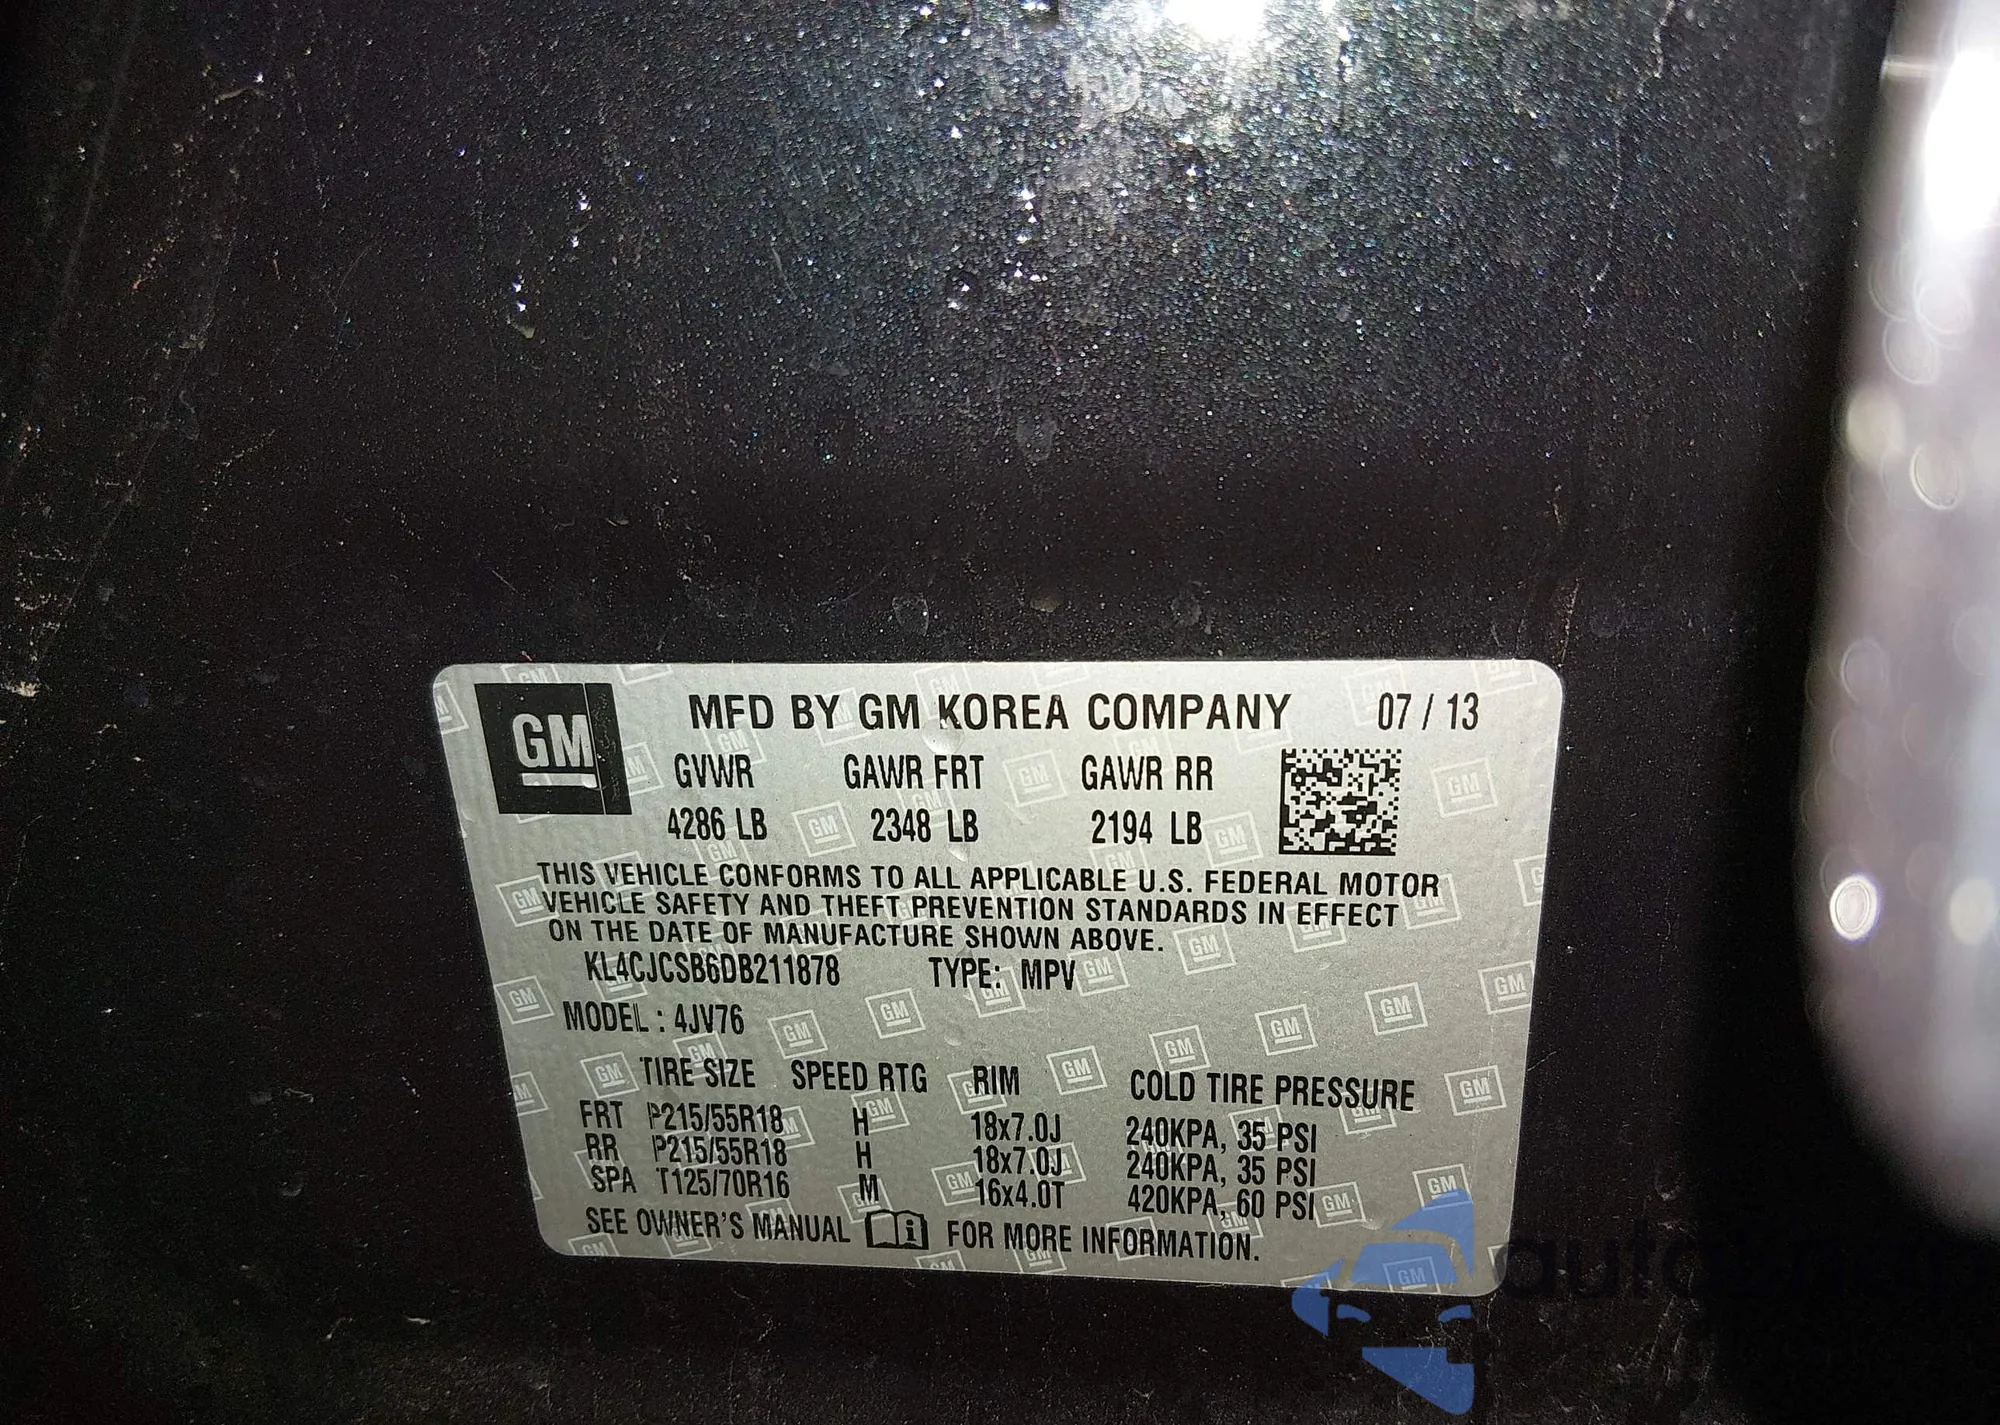 GM MFD BY GM KOREA COMPANY 07 / 13
GVWR GAWR FRT GAWR RR
4286 LB 2348 LB 2194 LB
THIS VEHICLE CONFORMS TO ALL APPLICABLE U.S. FEDERAL MOTOR
VEHICLE SAFETY AND THEFT PREVENTION STANDARDS IN EFFECT
ON THE DATE OF MANUFACTURE SHOWN ABOVE.
KL4CJCSB6DB211878 TYPE: MPV
MODEL : 4JV76
TIRE SIZE SPEED RTG RIM COLD TIRE PRESSURE
FRT P215/55R18 H 18x7.0J 240KPA, 35 PSI
RR P215/55R18 H 18x7.0J 240KPA, 35 PSI
SPA T125/70R16 M 16x4.0T 420KPA, 60 PSI
SEE OWNER'S MANUAL i FOR MORE INFORMATION.